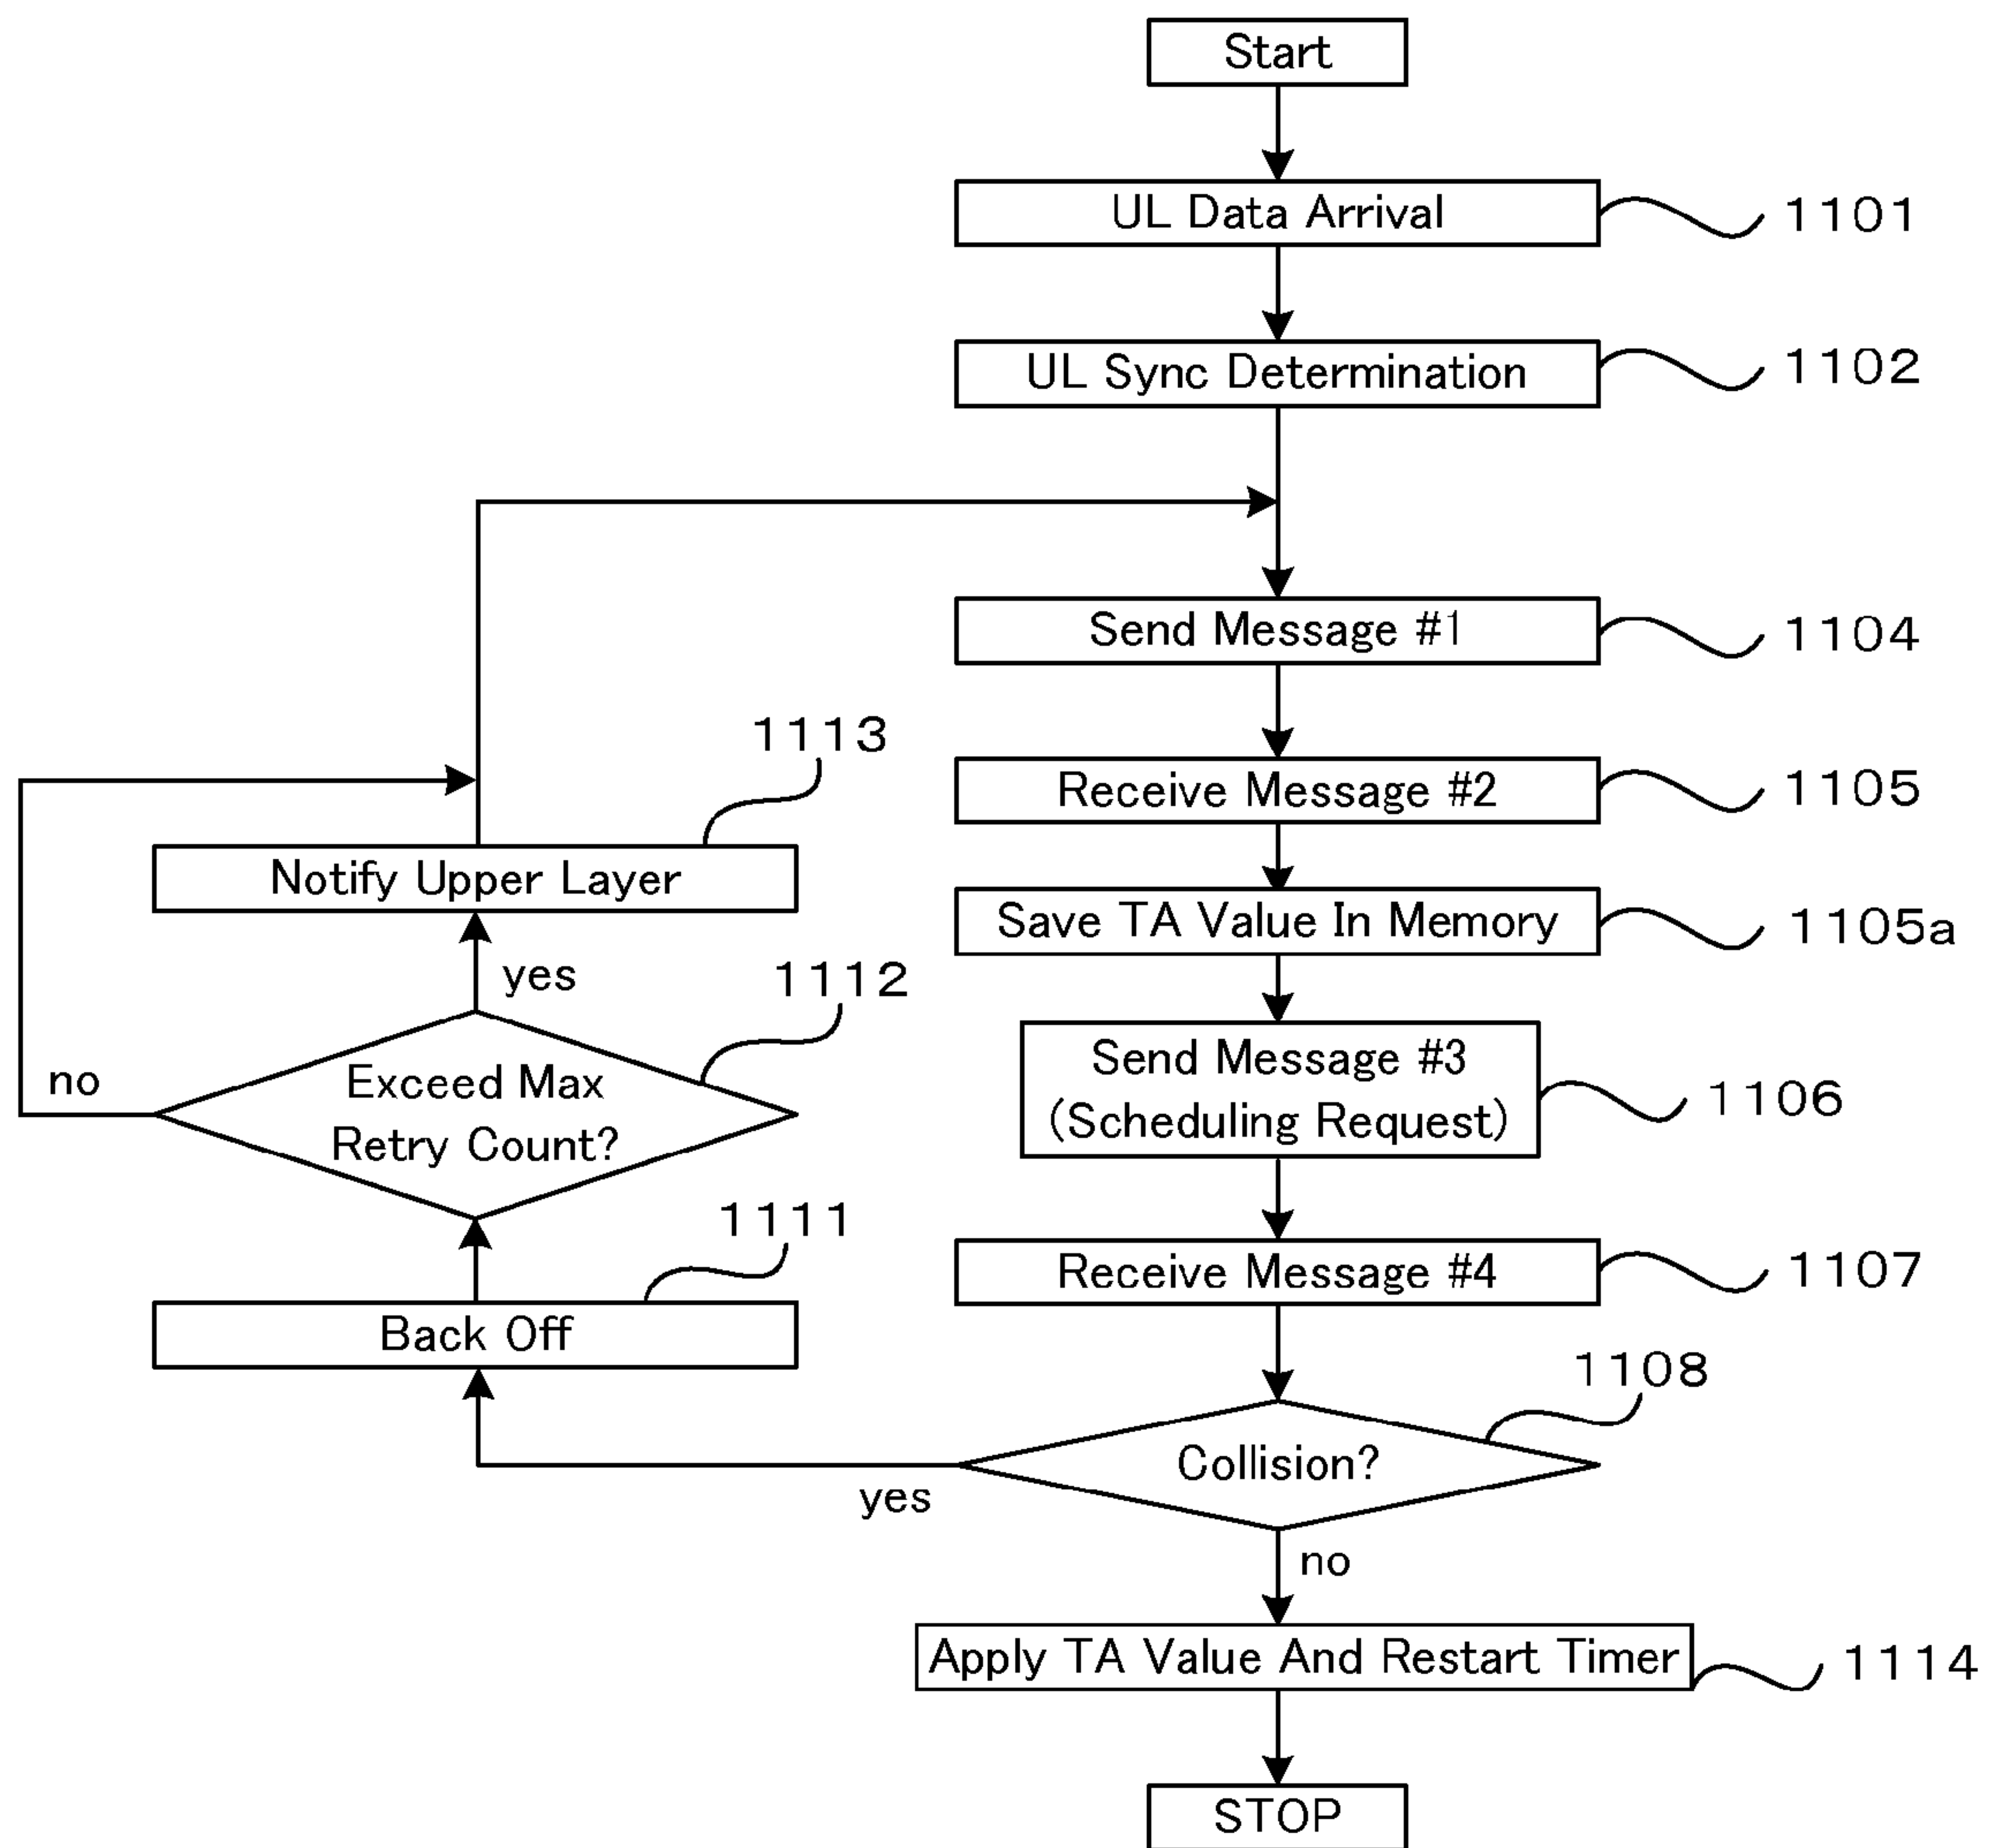 Start
UL Data Arrival
1101
UL Sync Determination
1102
Send Message #1
1104
1113
Receive Message #2
1105
Notify Upper Layer
Save TA Value In Memory
1105a
yes
1112
no
Exceed Max
Retry Count?
Send Message #3
(Scheduling Request)
1106
1111
Receive Message #4
1107
Back Off
1108
Collision?
yes
no
Apply TA Value And Restart Timer
1114
STOP